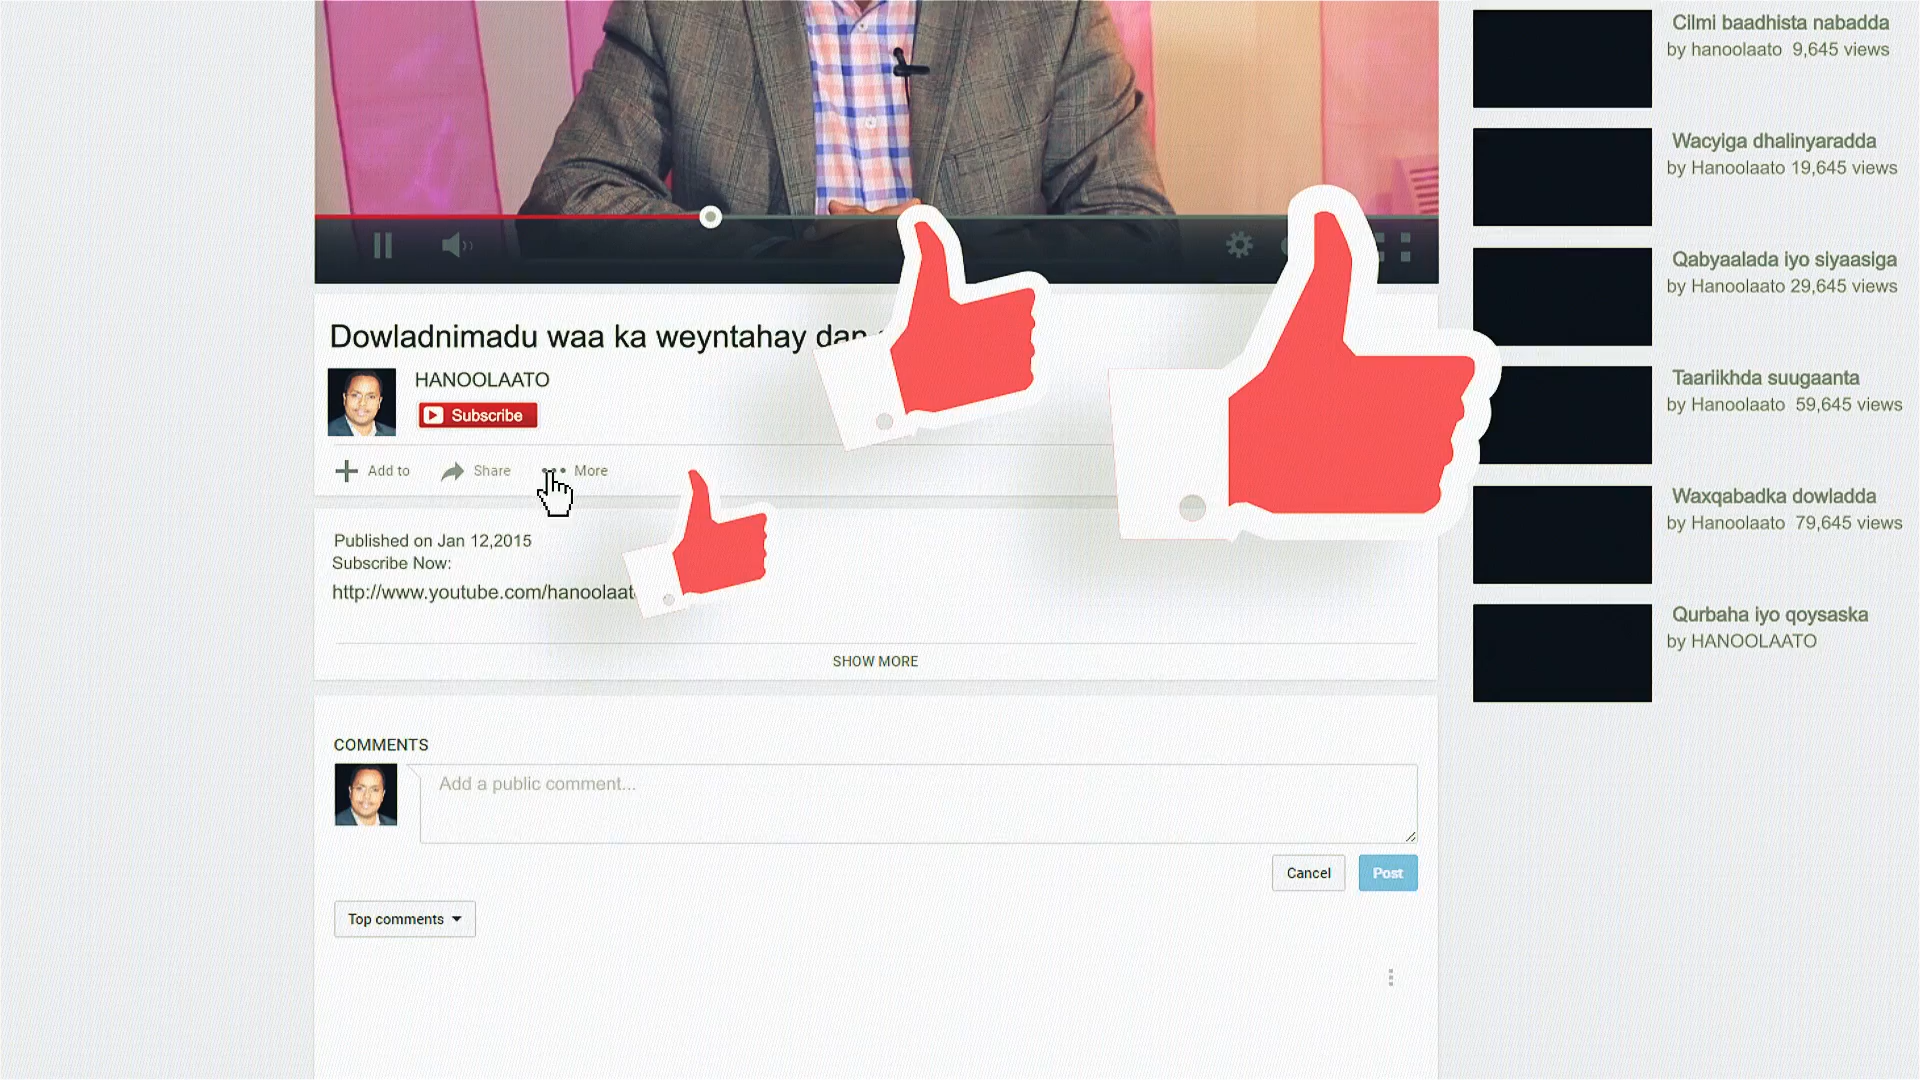 Dowladnimadu waa ka weyntahay dan
HANOOLAATO
Subscribe
Add to
Share
More
Published on Jan 12,2015
Subscribe Now:
http://www.youtube.com/hanoolaat
SHOW MORE
COMMENTS
Add a public comment...
Cancel
Post
Top comments
Cilmi baadhista nabadda
by hanoolaato 9,645 views
Wacyiga dhalinyaradda
by Hanoolaato 19,645 views
Qabyaalada iyo siyaasiga
by Hanoolaato 29,645 views
Taariikhda suugaanta
by Hanoolaato 59,645 views
Waxqabadka dowladda
by Hanoolaato 79,645 views
Qurbaha iyo qoysaska
by HANOOLAATO